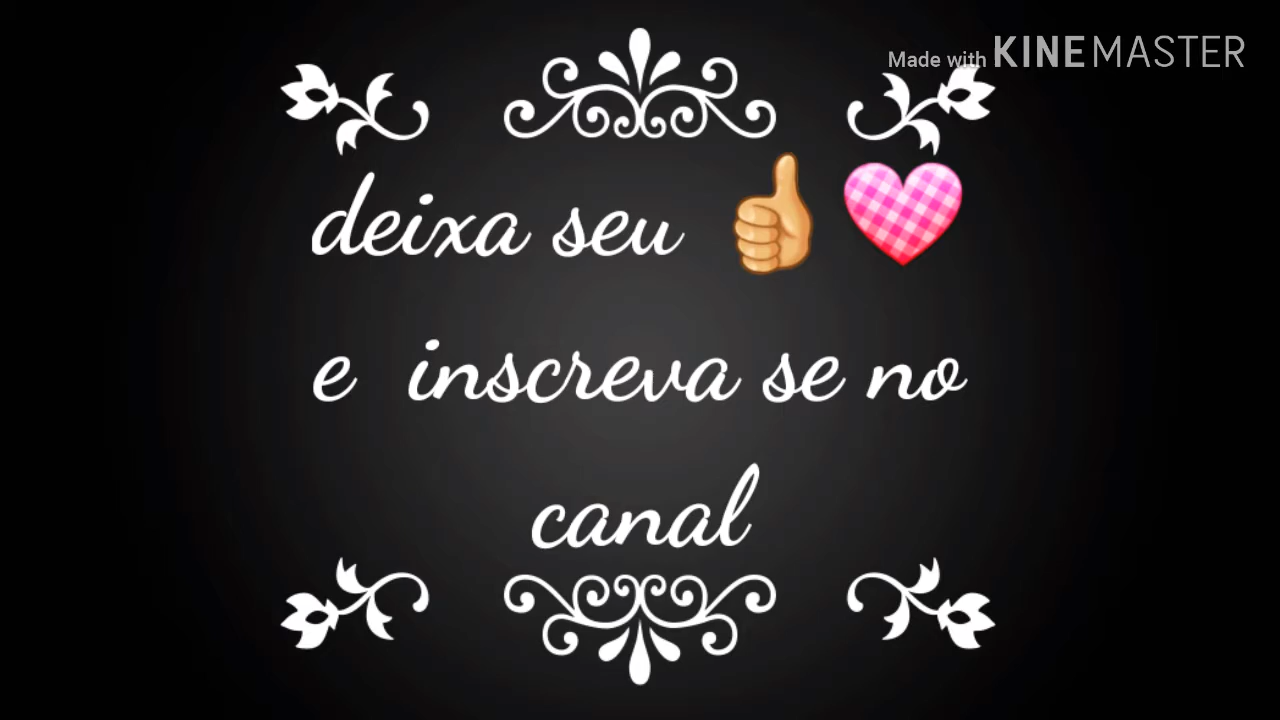 Made with KINEMASTER
deixa seu 👍 💟
e inscreva se no
canal